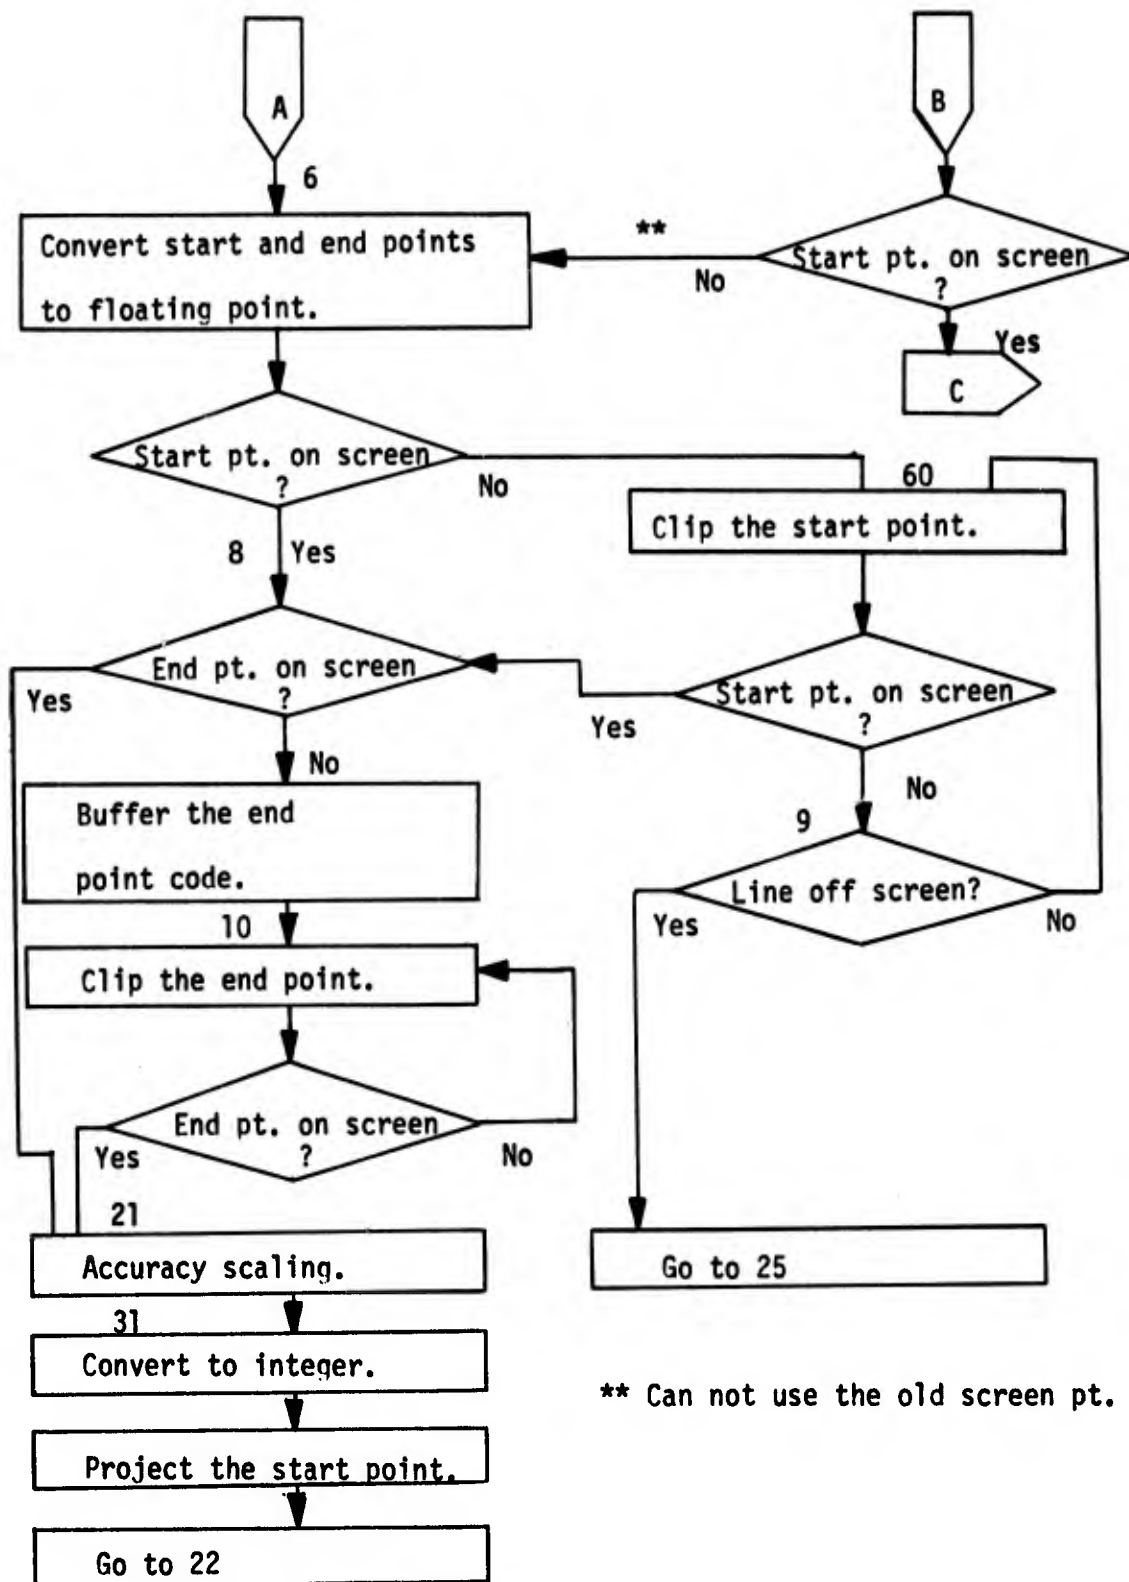 A
B
6
Convert start and end points
to floating point.
**
No
Start pt. on screen
?
Yes
C
Start pt. on screen
?
No
60
Clip the start point.
8
Yes
End pt. on screen
?
Yes
Start pt. on screen
?
Yes
No
No
Buffer the end
point code.
9
Line off screen?
Yes
No
10
Clip the end point.
End pt. on screen
?
Yes
No
21
Accuracy scaling.
Go to 25
31
Convert to integer.
** Can not use the old screen pt.
Project the start point.
Go to 22